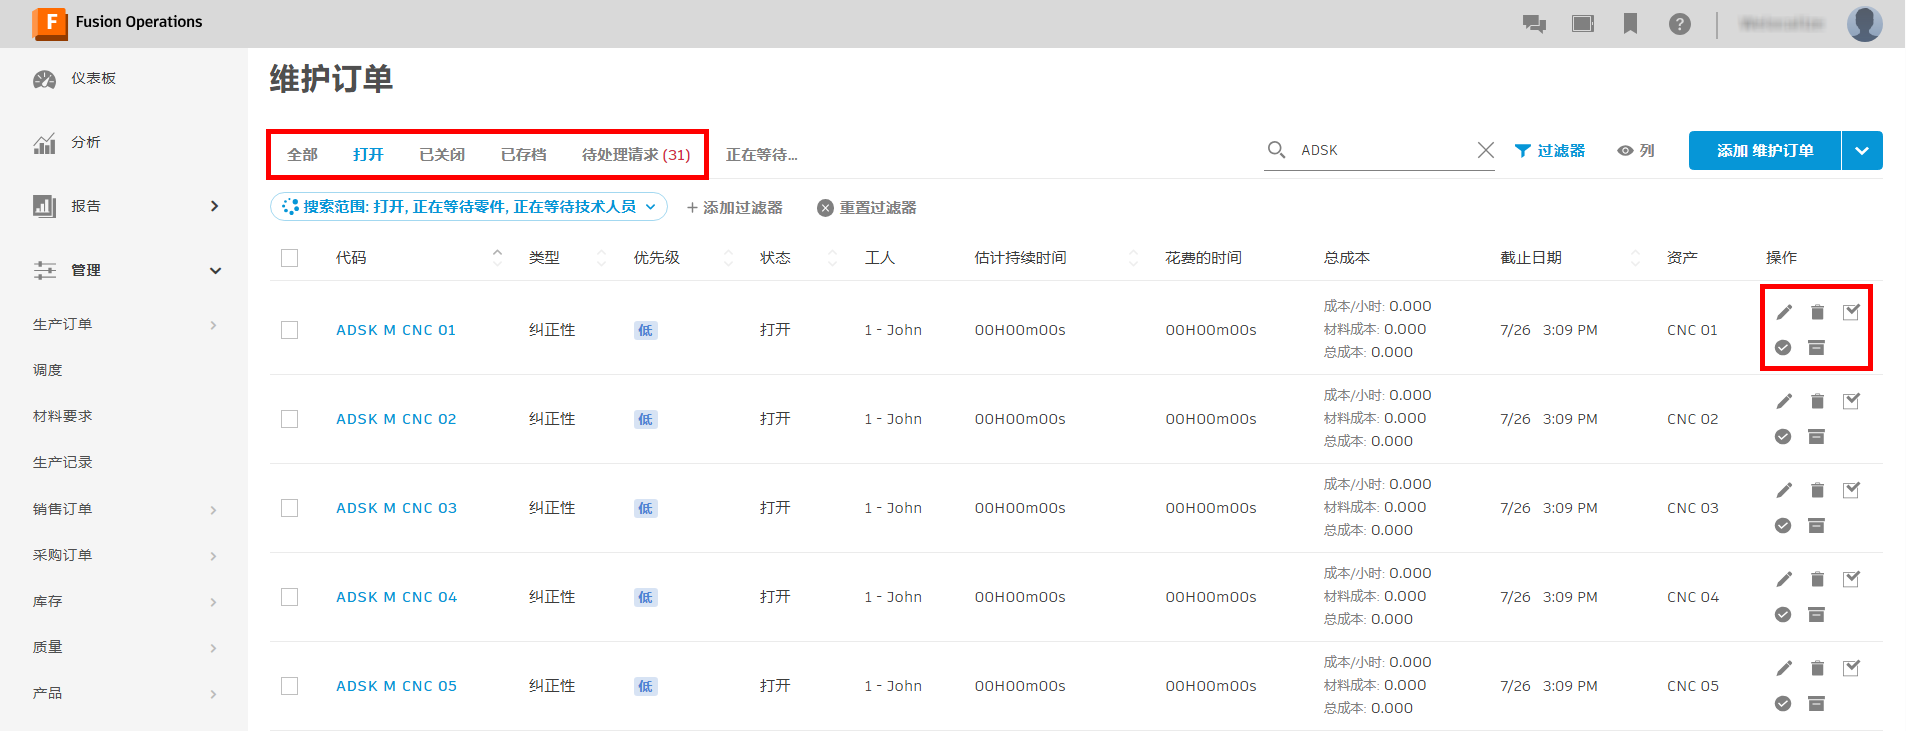 Fusion Operations
仪表板
分析
报告
管理
生产订单
调度
材料要求
生产记录
销售订单
采购订单
库存
质量
产品
维护订单
全部 打开 已关闭 已存档 待处理请求 (31) 正在等待...
ADSK
过滤器 列 添加 维护订单
搜索范围: 打开, 正在等待零件, 正在等待技术人员 + 添加过滤器 重置过滤器
代码 类型 优先级 状态 工人 估计持续时间 花费的时间 总成本 截止日期 资产 操作
成本/小时: 0.000
ADSK M CNC 01 纠正性 低 打开 1 - John 00H00m00s 00H00m00s 材料成本: 0.000 7/26 3:09 PM CNC 01
总成本: 0.000
成本/小时: 0.000
ADSK M CNC 02 纠正性 低 打开 1 - John 00H00m00s 00H00m00s 材料成本: 0.000 7/26 3:09 PM CNC 02
总成本: 0.000
成本/小时: 0.000
ADSK M CNC 03 纠正性 低 打开 1 - John 00H00m00s 00H00m00s 材料成本: 0.000 7/26 3:09 PM CNC 03
总成本: 0.000
成本/小时: 0.000
ADSK M CNC 04 纠正性 低 打开 1 - John 00H00m00s 00H00m00s 材料成本: 0.000 7/26 3:09 PM CNC 04
总成本: 0.000
成本/小时: 0.000
ADSK M CNC 05 纠正性 低 打开 1 - John 00H00m00s 00H00m00s 材料成本: 0.000 7/26 3:09 PM CNC 05
总成本: 0.000